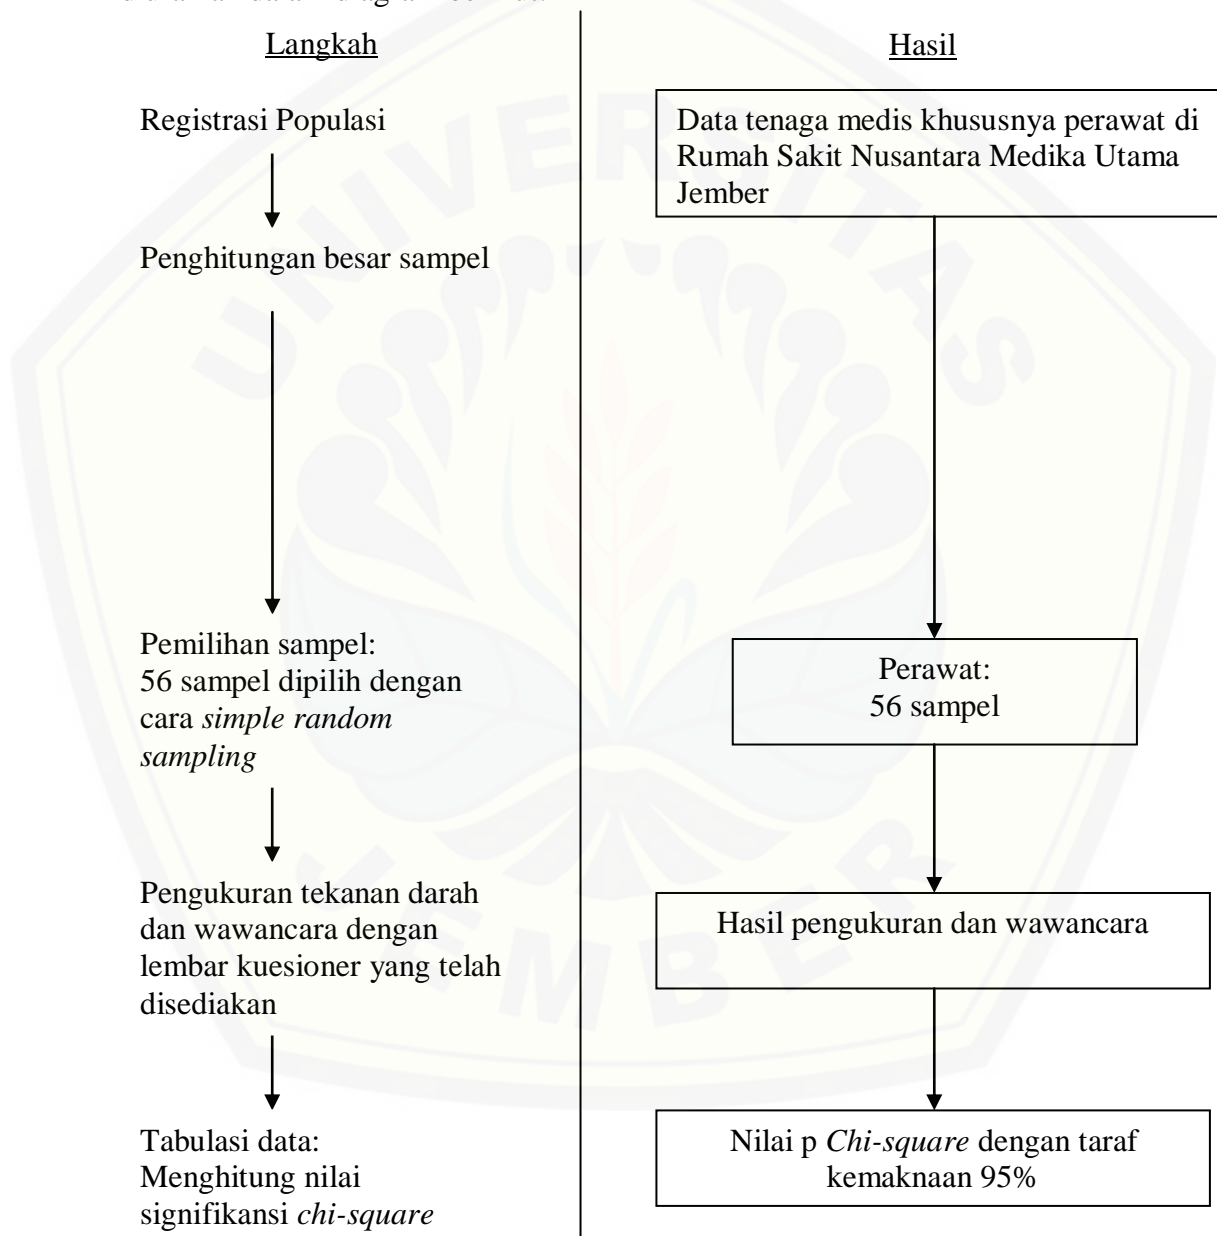 Langkah
Registrasi Populasi
Penghitungan besar sampel
Pemilihan sampel:
56 sampel dipilih dengan
cara simple random
sampling
Pengukuran tekanan darah
dan wawancara dengan
lembar kuesioner yang telah
disediakan
Tabulasi data:
Menghitung nilai
signifikansi chi-square
Hasil
Data tenaga medis khususnya perawat di
Rumah Sakit Nusantara Medika Utama
Jember
Perawat:
56 sampel
Hasil pengukuran dan wawancara
Nilai p Chi-square dengan taraf
kemaknaan 95%
UNIVERSITAS
JEMBER